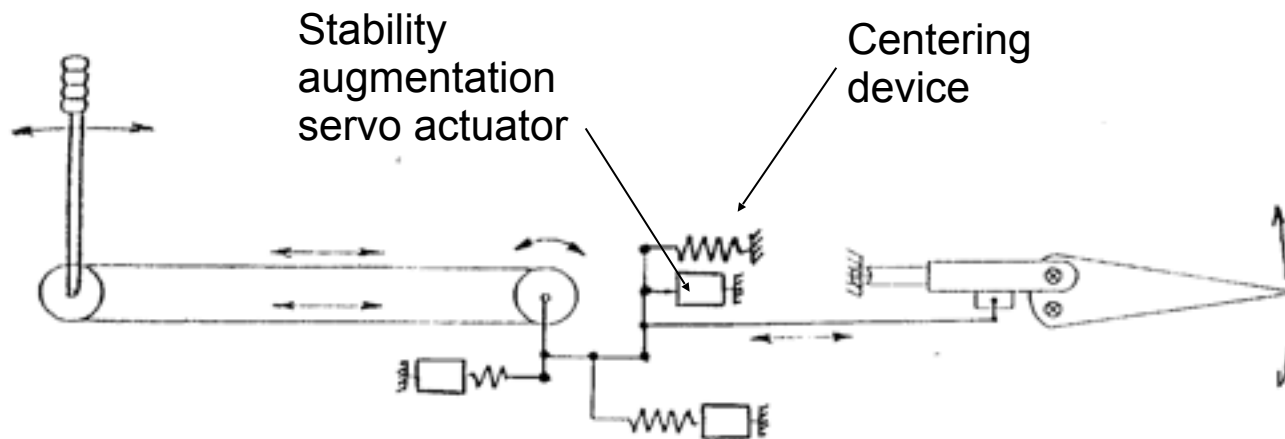 Stability
augmentation
servo actuator
Centering
device